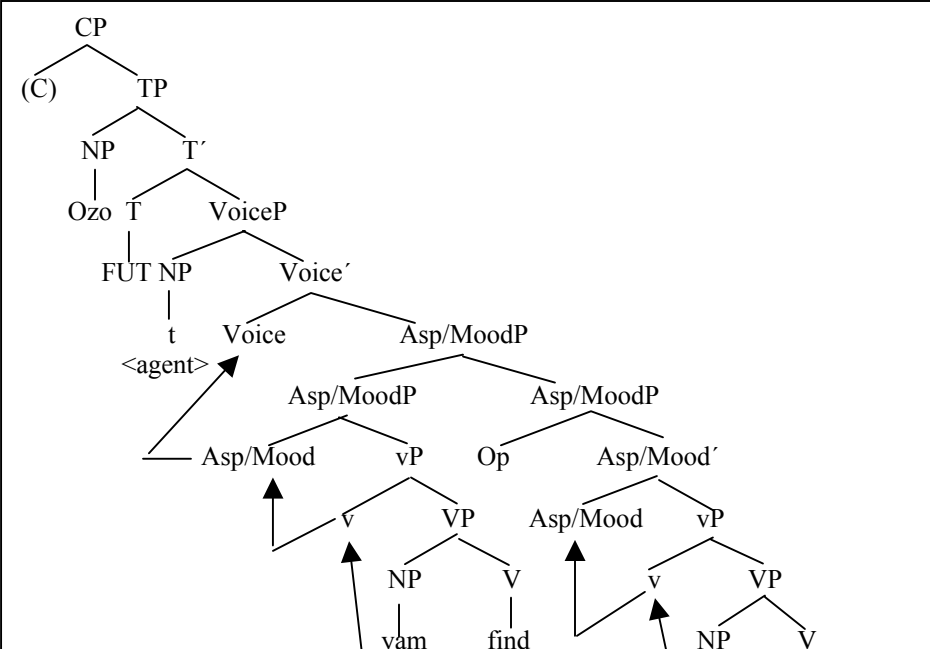 CP
(C) TP
NP T´
Ozo T VoiceP
FUT NP Voice´
t Voice Asp/MoodP
<agent>
Asp/MoodP Asp/MoodP
Asp/Mood vP Op Asp/Mood´
v VP Asp/Mood vP
NP V v VP
vam find NP V